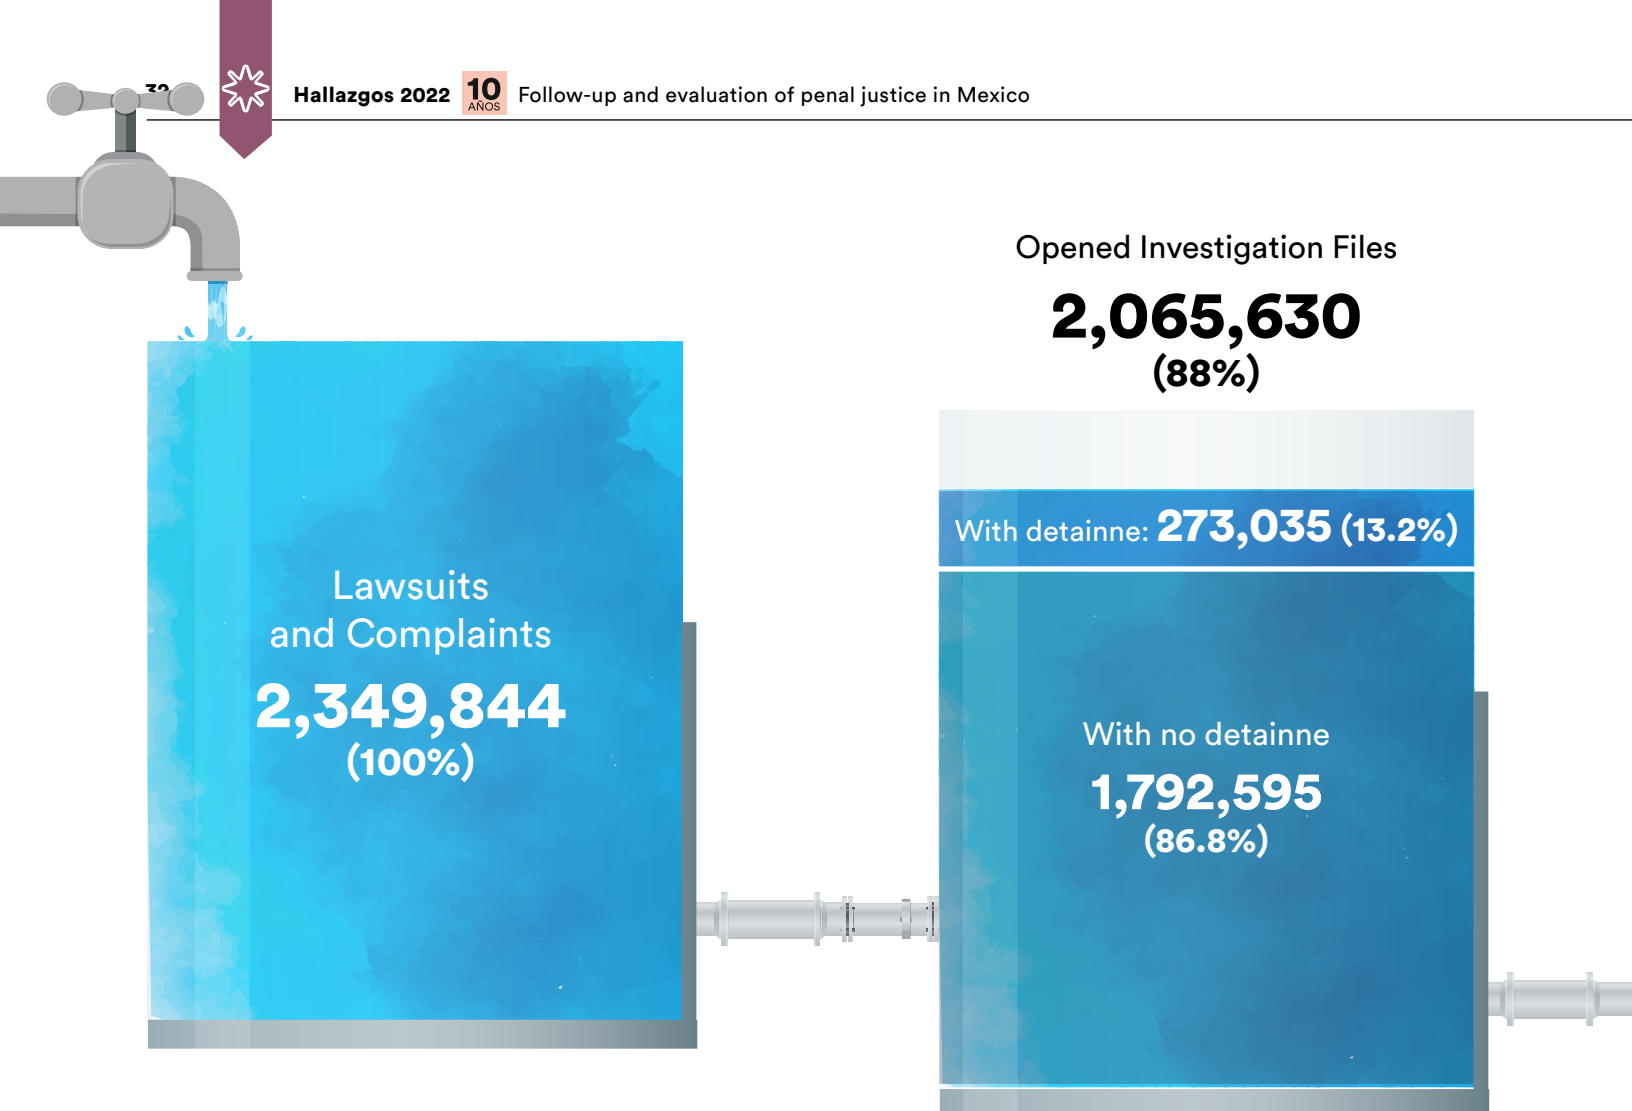 32
Hallazgos 2022 10 AÑOS Follow-up and evaluation of penal justice in Mexico
Lawsuits
and Complaints
2,349,844
(100%)
Opened Investigation Files
2,065,630
(88%)
With detainne: 273,035 (13.2%)
With no detainne
1,792,595
(86.8%)